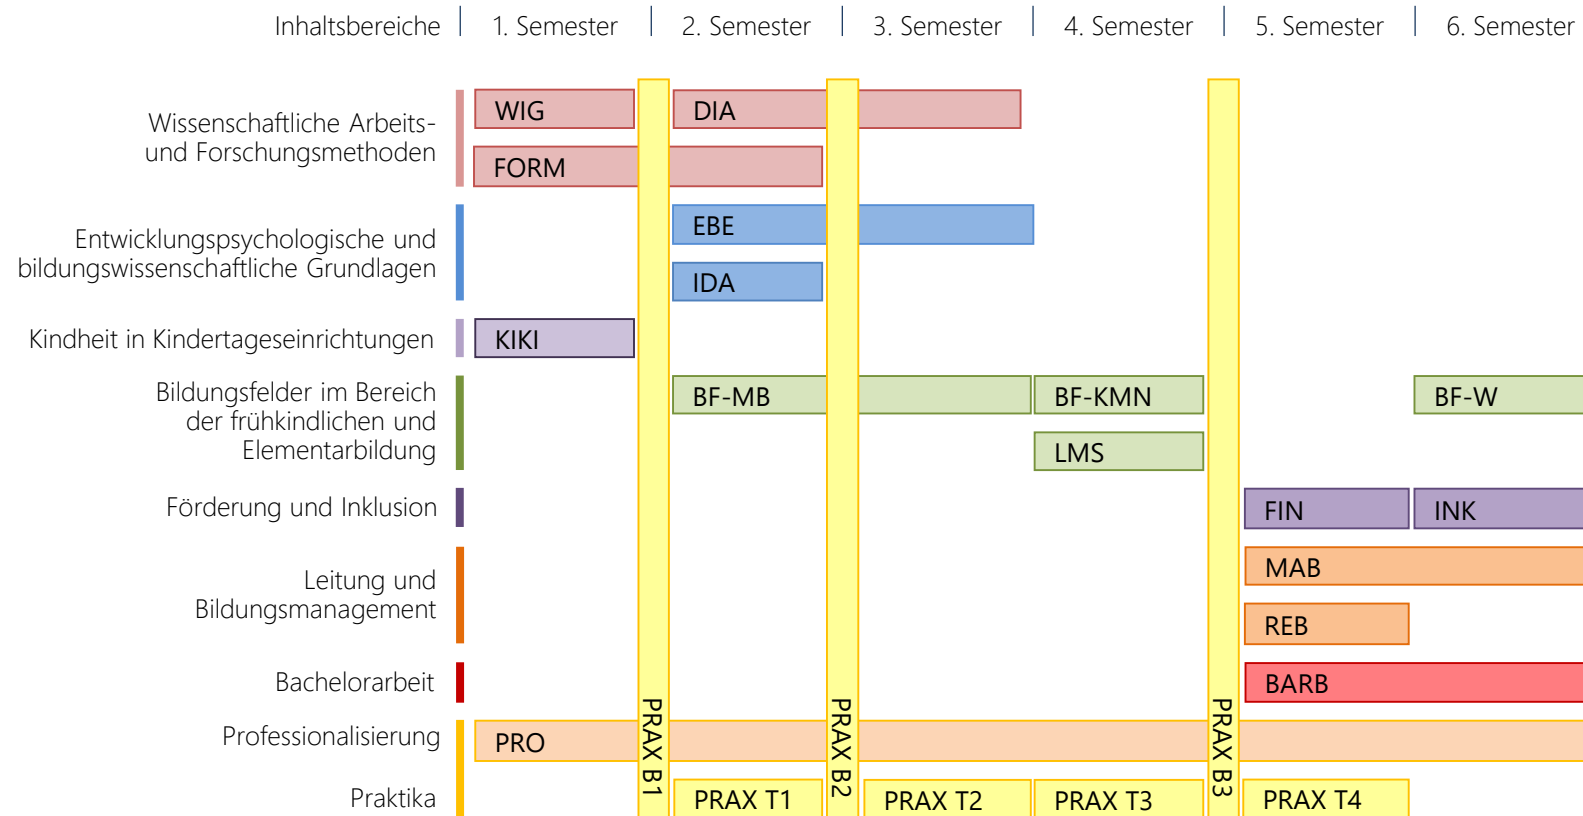 Inhaltsbereiche 1. Semester 2. Semester 3. Semester 4. Semester 5. Semester 6. Semester
Wissenschaftliche Arbeits-
und Forschungsmethoden
WIG DIA
FORM
Entwicklungspsychologische und
bildungswissenschaftliche Grundlagen
EBE
IDA
Kindheit in Kindertageseinrichtungen
KIKI
Bildungsfelder im Bereich
der frühkindlichen und
Elementarbildung
BF-MB BF-KMN BF-W
LMS
Förderung und Inklusion
FIN INK
Leitung und
Bildungsmanagement
MAB
REB
Bachelorarbeit
BARB
Professionalisierung
PRO
Praktika
PRAX T1 PRAX T2 PRAX T3 PRAX T4
PRAX B1
PRAX B2
PRAX B3